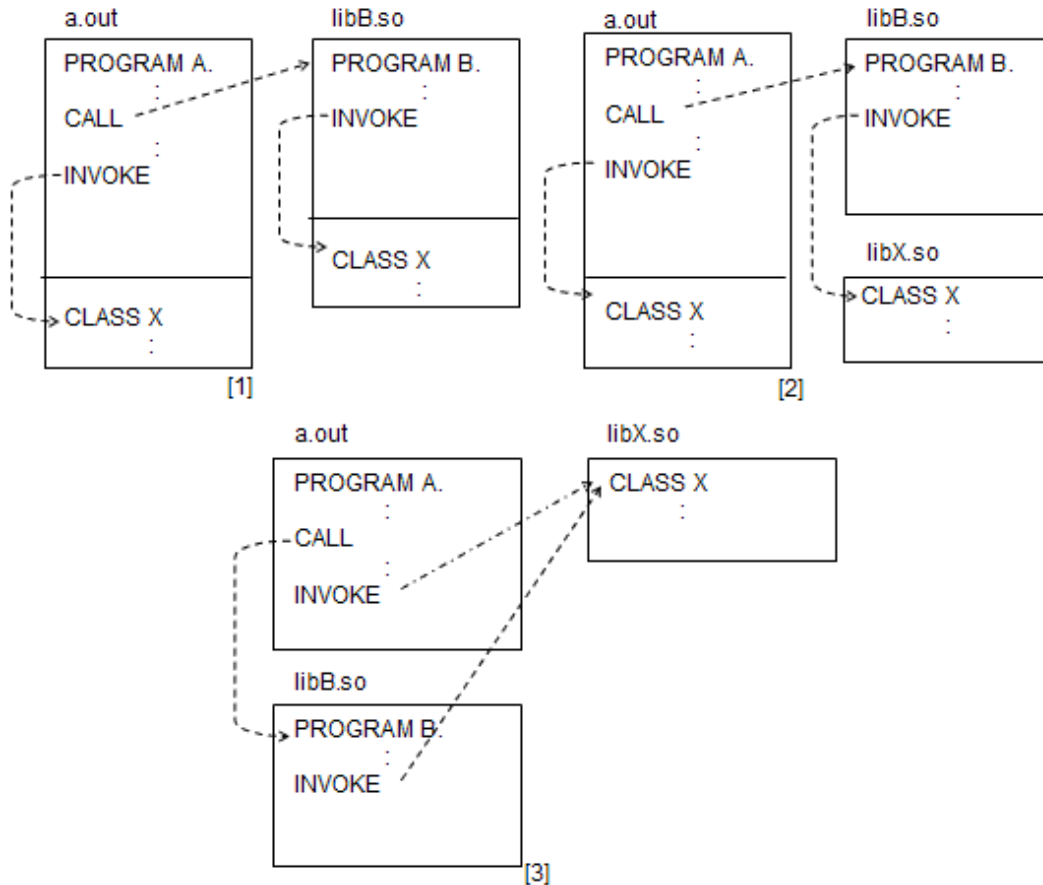 a.out
PROGRAM A.
:
CALL
:
INVOKE
CLASS X
:
libB.so
PROGRAM B.
:
INVOKE
CLASS X
:
[1]
a.out
PROGRAM A.
:
CALL
:
INVOKE
CLASS X
:
libB.so
PROGRAM B.
:
INVOKE
libX.so
CLASS X
:
[2]
a.out
PROGRAM A.
:
CALL
:
INVOKE
libX.so
CLASS X
:
libB.so
PROGRAM B.
:
INVOKE
[3]